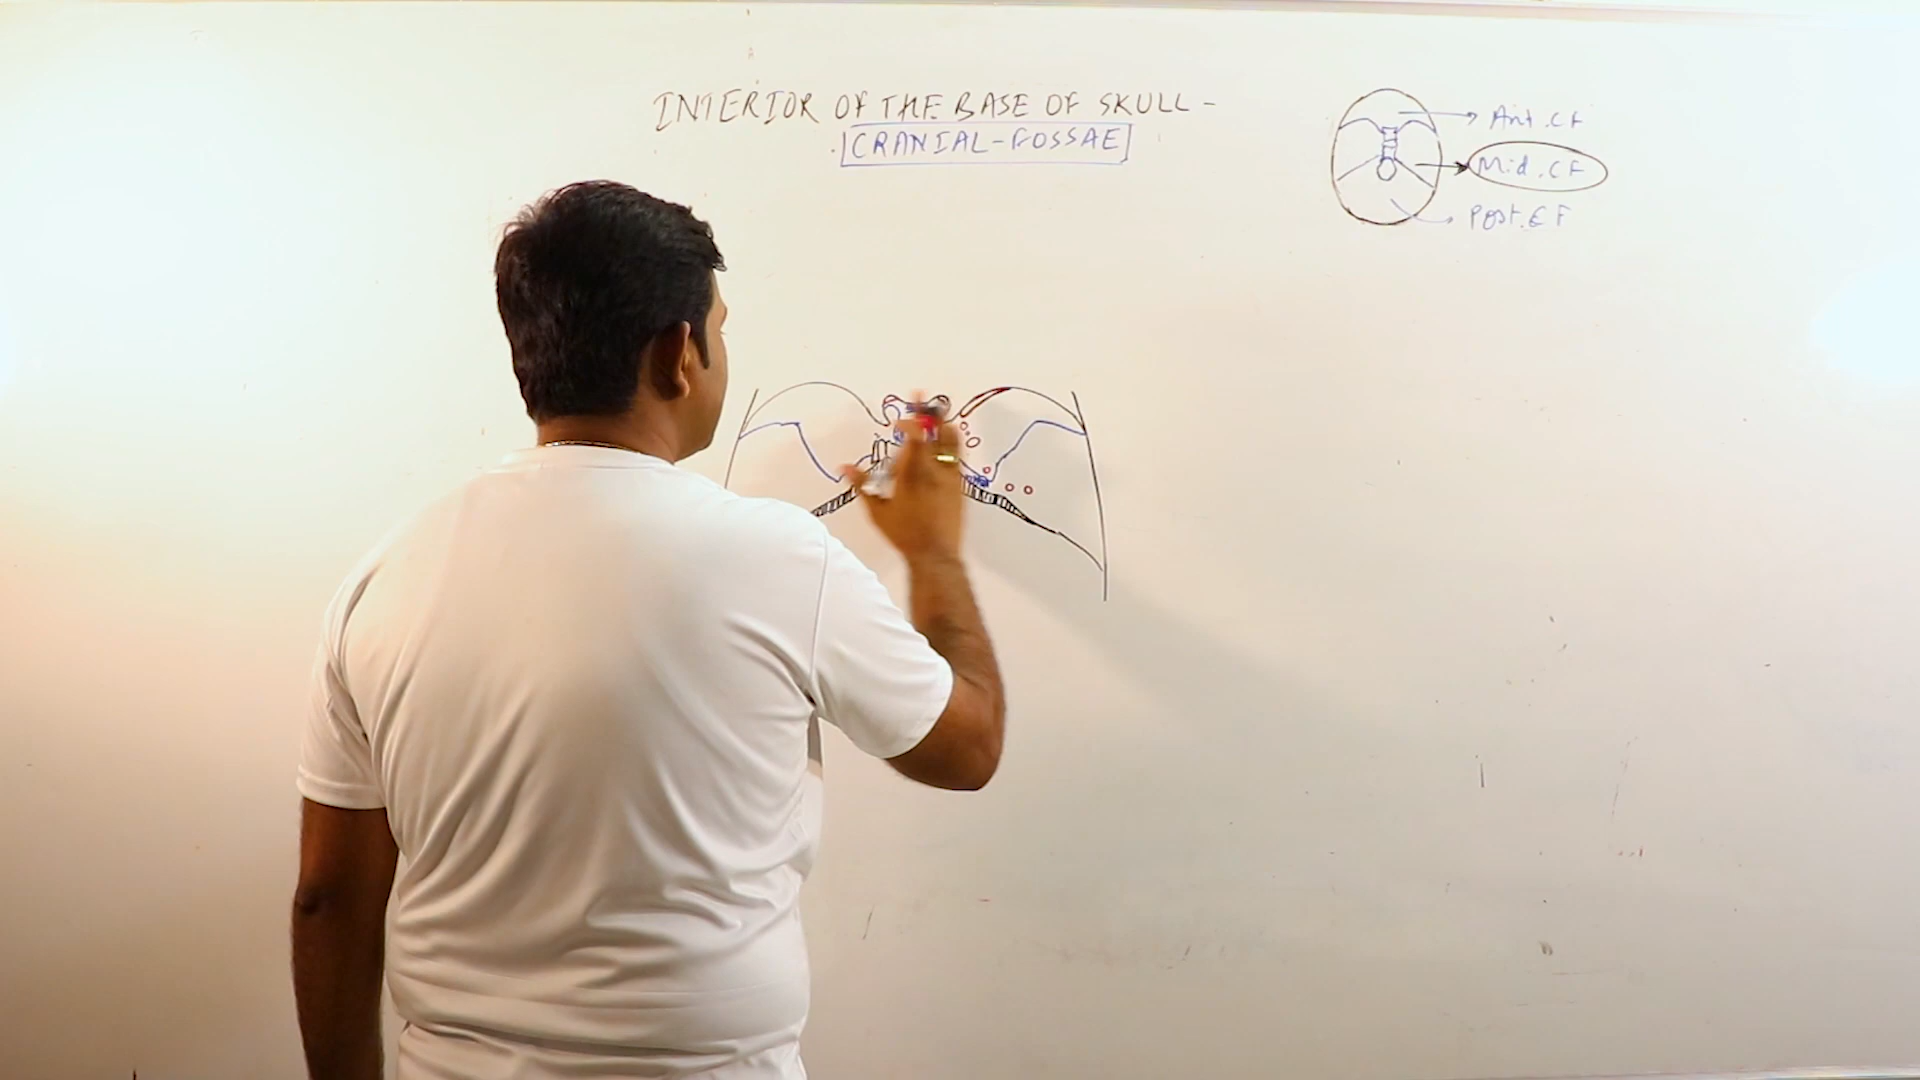 INTERIOR OF THE BASE OF SKULL -
CRANIAL-FOSSAE
Ant.CF
Mid.CF
Post.CF